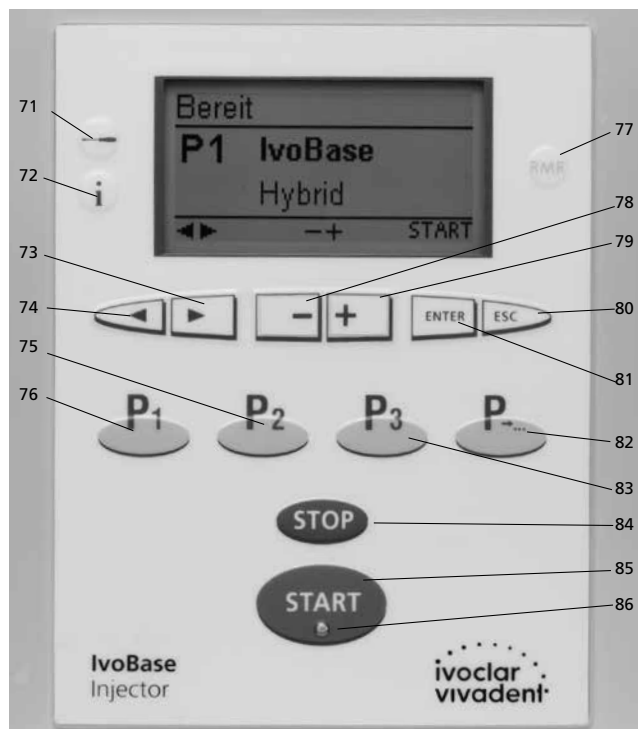 Bereit
P1 IvoBase
Hybrid
◀▶ −+ START
71
i
72
RMR
77
78
79
73
74
◀ ▶ − + ENTER ESC
80
81
75
76
P1 P2 P3 P→...
82
83
STOP
84
85
START
86
IvoBase
Injector
ivoclar
vivadent